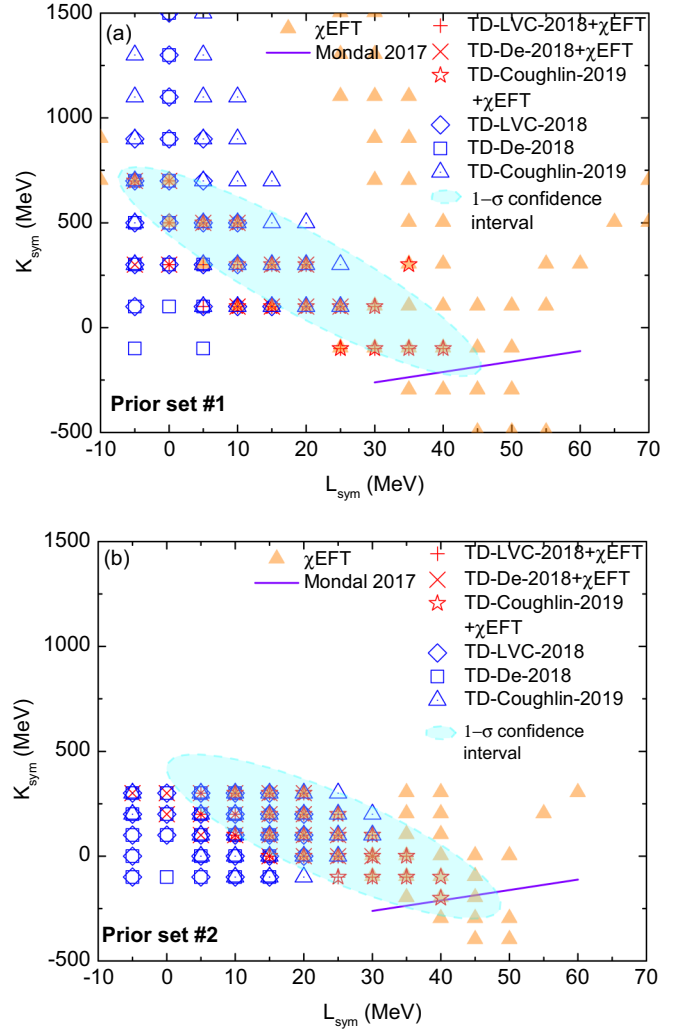 (a)
χEFT
Mondal 2017
TD-LVC-2018+χEFT
TD-De-2018+χEFT
TD-Coughlin-2019
+χEFT
TD-LVC-2018
TD-De-2018
TD-Coughlin-2019
1−σ confidence
interval
1500
1000
500
0
-500
K_sym (MeV)
Prior set #1
-10 0 10 20 30 40 50 60 70
L_sym (MeV)
(b)
χEFT
Mondal 2017
TD-LVC-2018+χEFT
TD-De-2018+χEFT
TD-Coughlin-2019
+χEFT
TD-LVC-2018
TD-De-2018
TD-Coughlin-2019
1−σ confidence
interval
1500
1000
500
0
-500
K_sym (MeV)
Prior set #2
-10 0 10 20 30 40 50 60 70
L_sym (MeV)